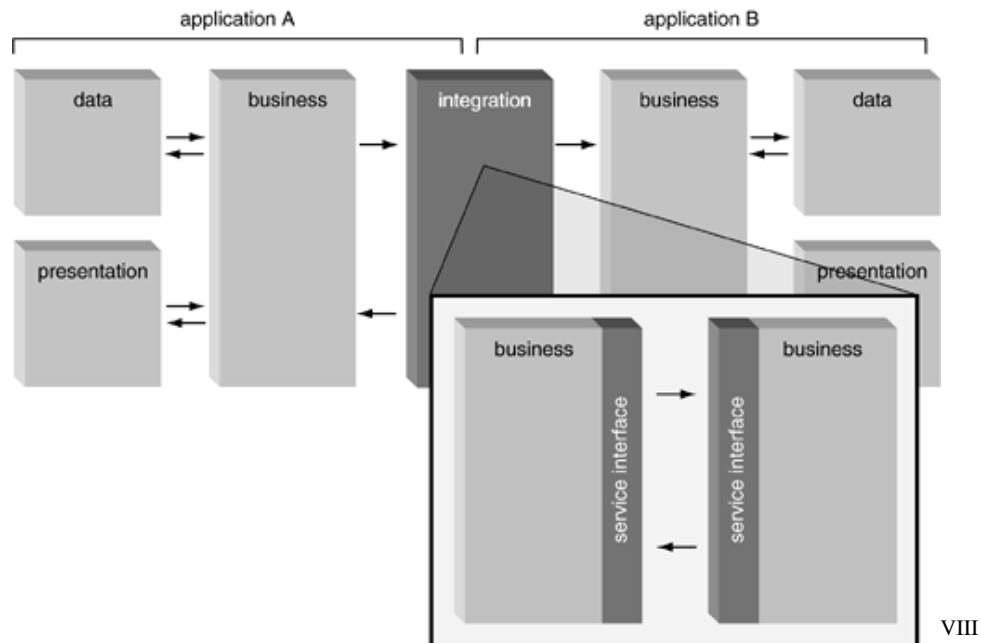 application A
application B
data
business
integration
business
data
presentation
presentation
business
service interface
service interface
business
VIII